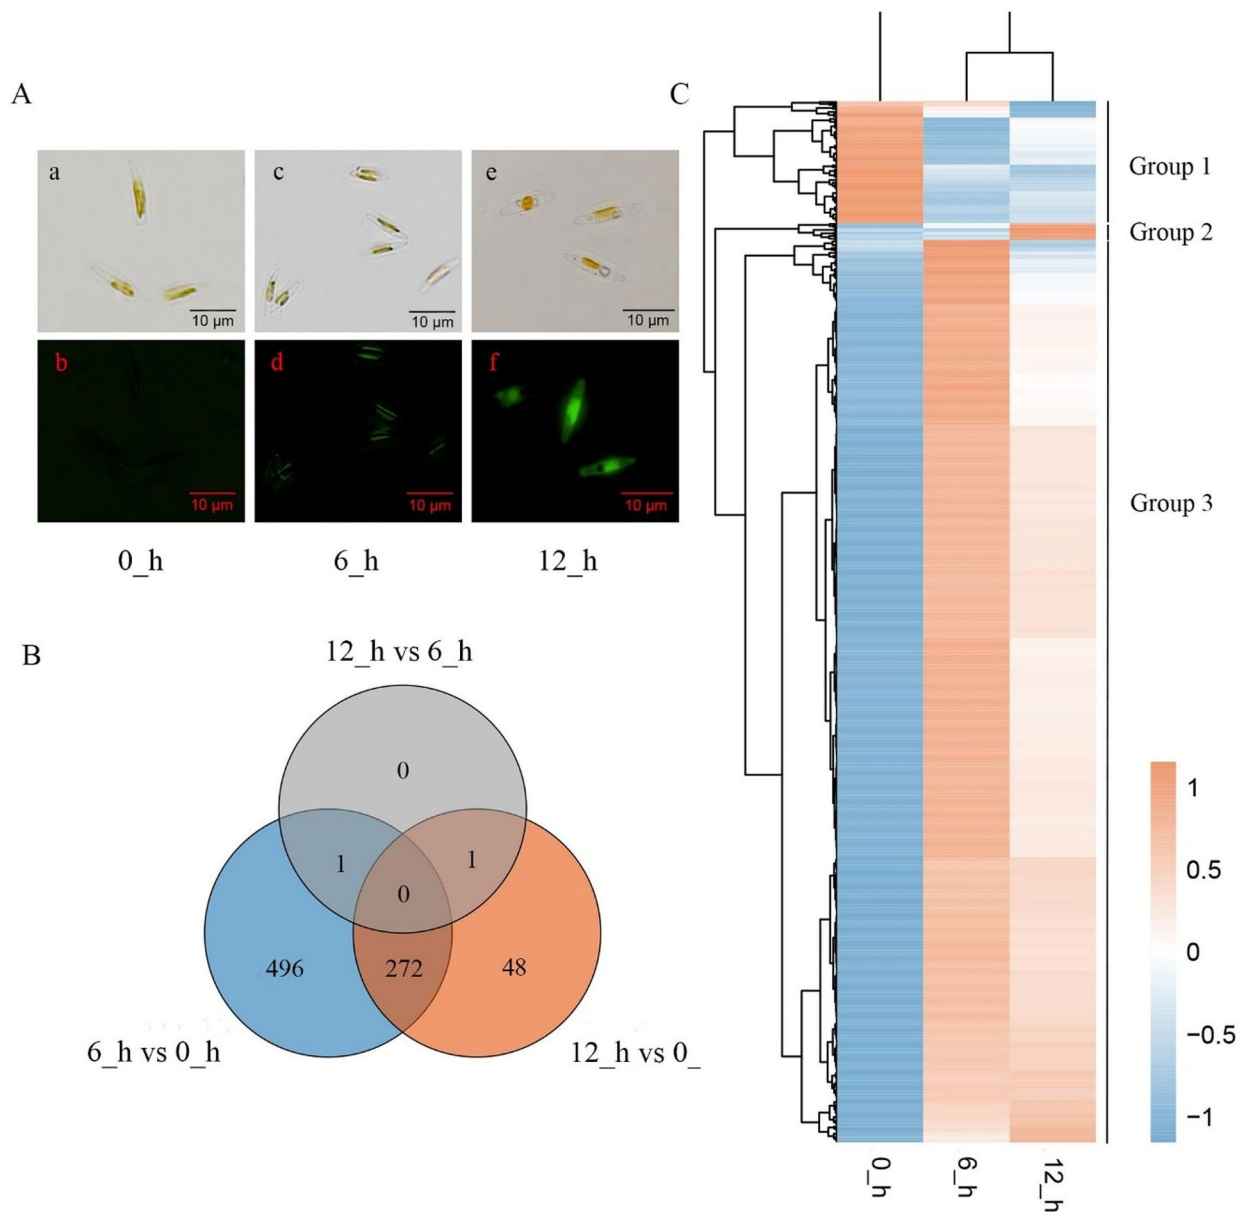 A
a
c
e
10 μm
10 μm
10 μm
b
d
f
10 μm
10 μm
10 μm
0_h
6_h
12_h
B
12_h vs 6_h
0
1
1
0
496
272
48
6_h vs 0_h
12_h vs 0_
C
Group 1
Group 2
Group 3
1
0.5
0
−0.5
−1
0_h
6_h
12_h